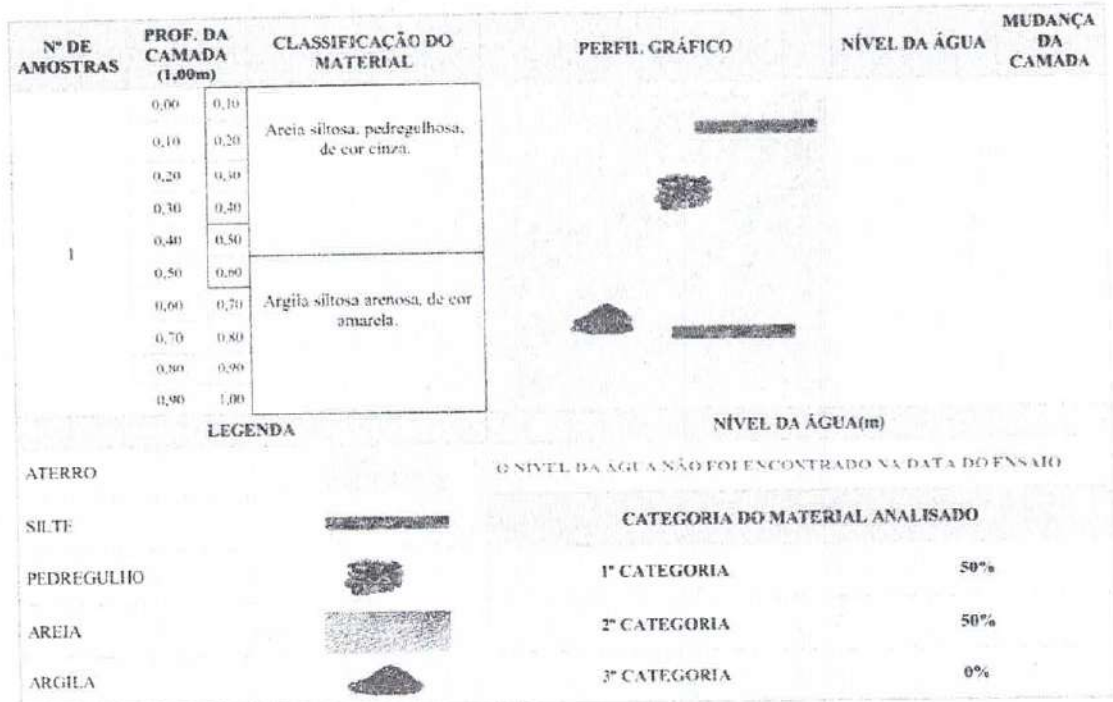 Nº DE AMOSTRAS
PROF. DA CAMADA (1,00m)
CLASSIFICAÇÃO DO MATERIAL
PERFIL GRÁFICO
NÍVEL DA ÁGUA
MUDANÇA DA CAMADA
1
0,00 0,10
0,10 0,20
0,20 0,30
0,30 0,40
0,40 0,50
0,50 0,60
0,60 0,70
0,70 0,80
0,80 0,90
0,90 1,00
Areia siltosa, pedregulhosa,
de cor cinza.
Argila siltosa arenosa, de cor
amarela.
LEGENDA
ATERRO
SILTE
PEDREGULHO
AREIA
ARGILA
NÍVEL DA ÁGUA(m)
O NÍVEL DA ÁGUA NÃO FOI ENCONTRADO NA DATA DO ENSAIO
CATEGORIA DO MATERIAL ANALISADO
1ª CATEGORIA 50%
2ª CATEGORIA 50%
3ª CATEGORIA 0%